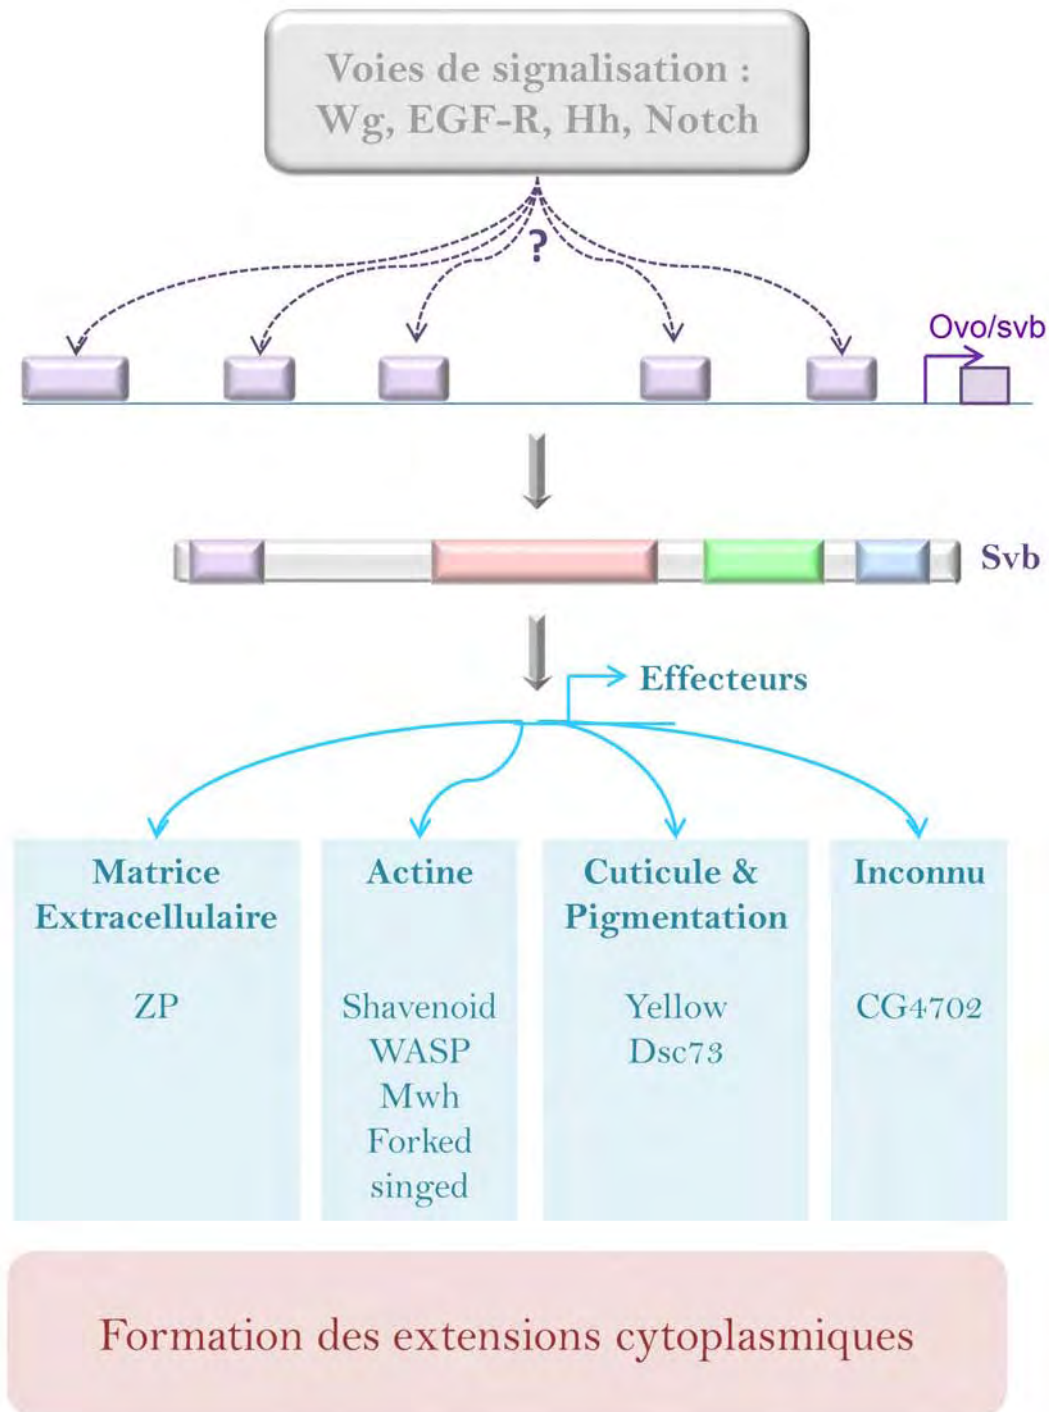 Voies de signalisation :
Wg, EGF-R, Hh, Notch
?
Ovo/svb
Svb
Effecteurs
Matrice
Extracellulaire
ZP
Actine
Shavenoid
WASP
Mwh
Forked
singed
Cuticule &
Pigmentation
Yellow
Dsc73
Inconnu
CG4702
Formation des extensions cytoplasmiques